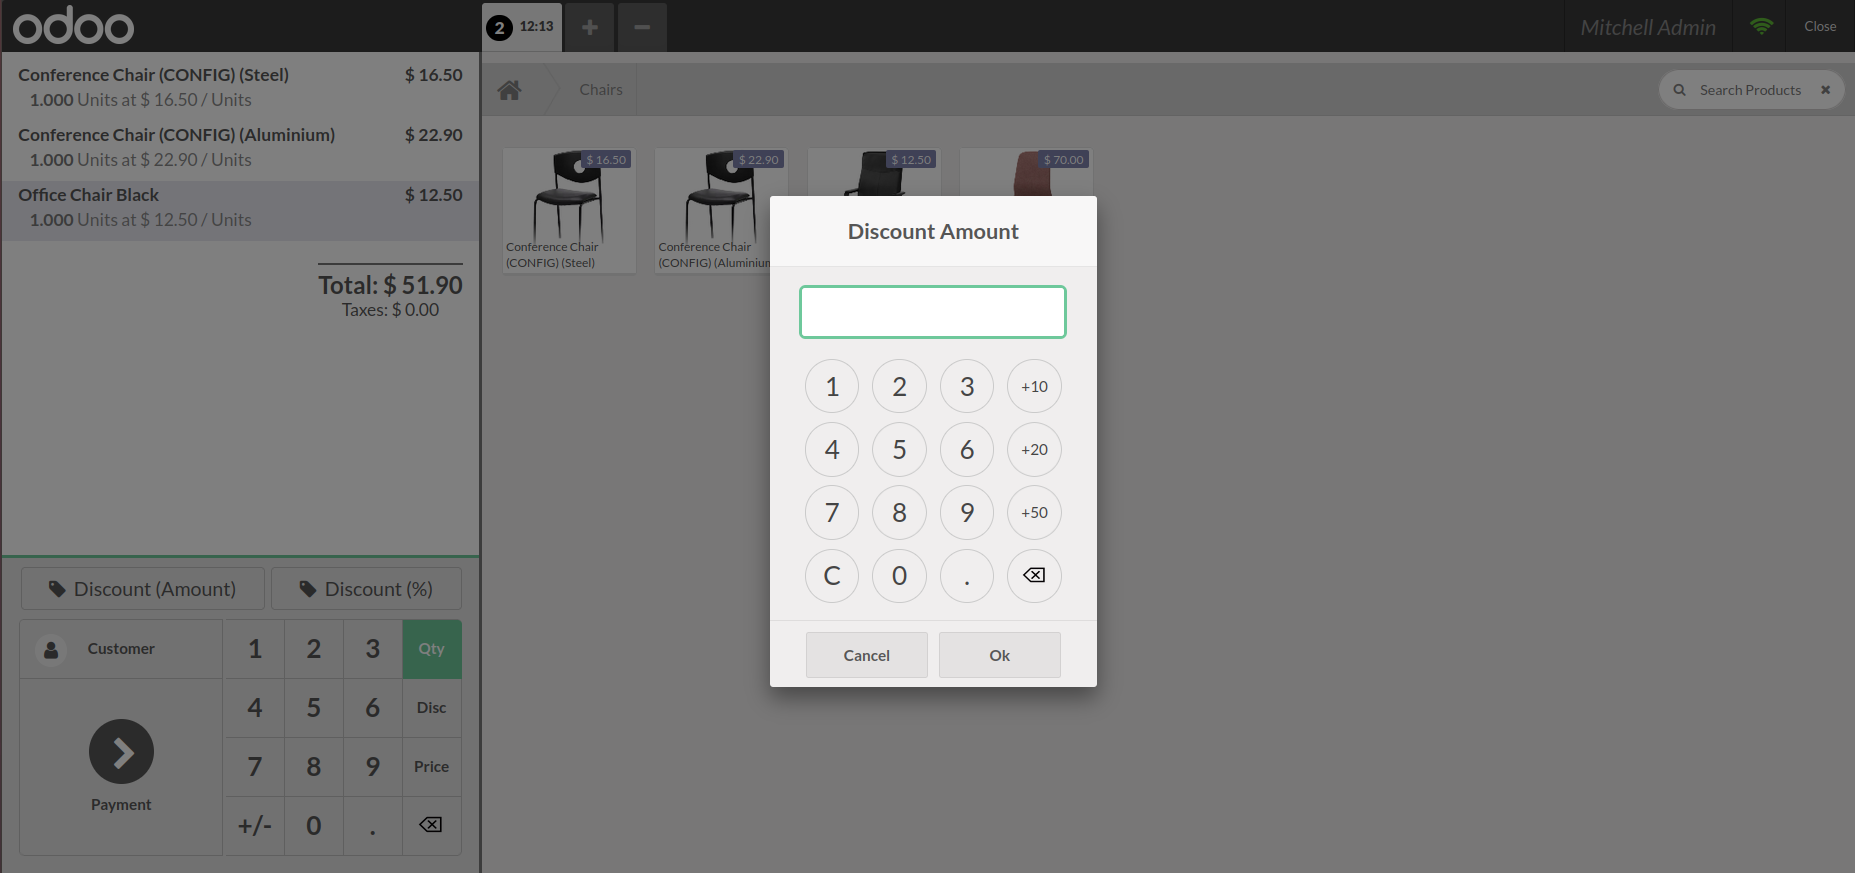 odoo
2 12:13
Mitchell Admin
Close
Conference Chair (CONFIG) (Steel) $ 16.50
1.000 Units at $ 16.50 / Units
Conference Chair (CONFIG) (Aluminium) $ 22.90
1.000 Units at $ 22.90 / Units
Office Chair Black $ 12.50
1.000 Units at $ 12.50 / Units
Total: $ 51.90
Taxes: $ 0.00
Discount (Amount)
Discount (%)
Customer
Payment
1 2 3 Qty
4 5 6 Disc
7 8 9 Price
+/- 0 .
Chairs
Search Products
$ 16.50
Conference Chair
(CONFIG) (Steel)
$ 22.90
Conference Chair
(CONFIG)
$ 12.50
$ 70.00
Discount Amount
1 2 3 +10
4 5 6 +20
7 8 9 +50
C 0 .
Cancel
Ok